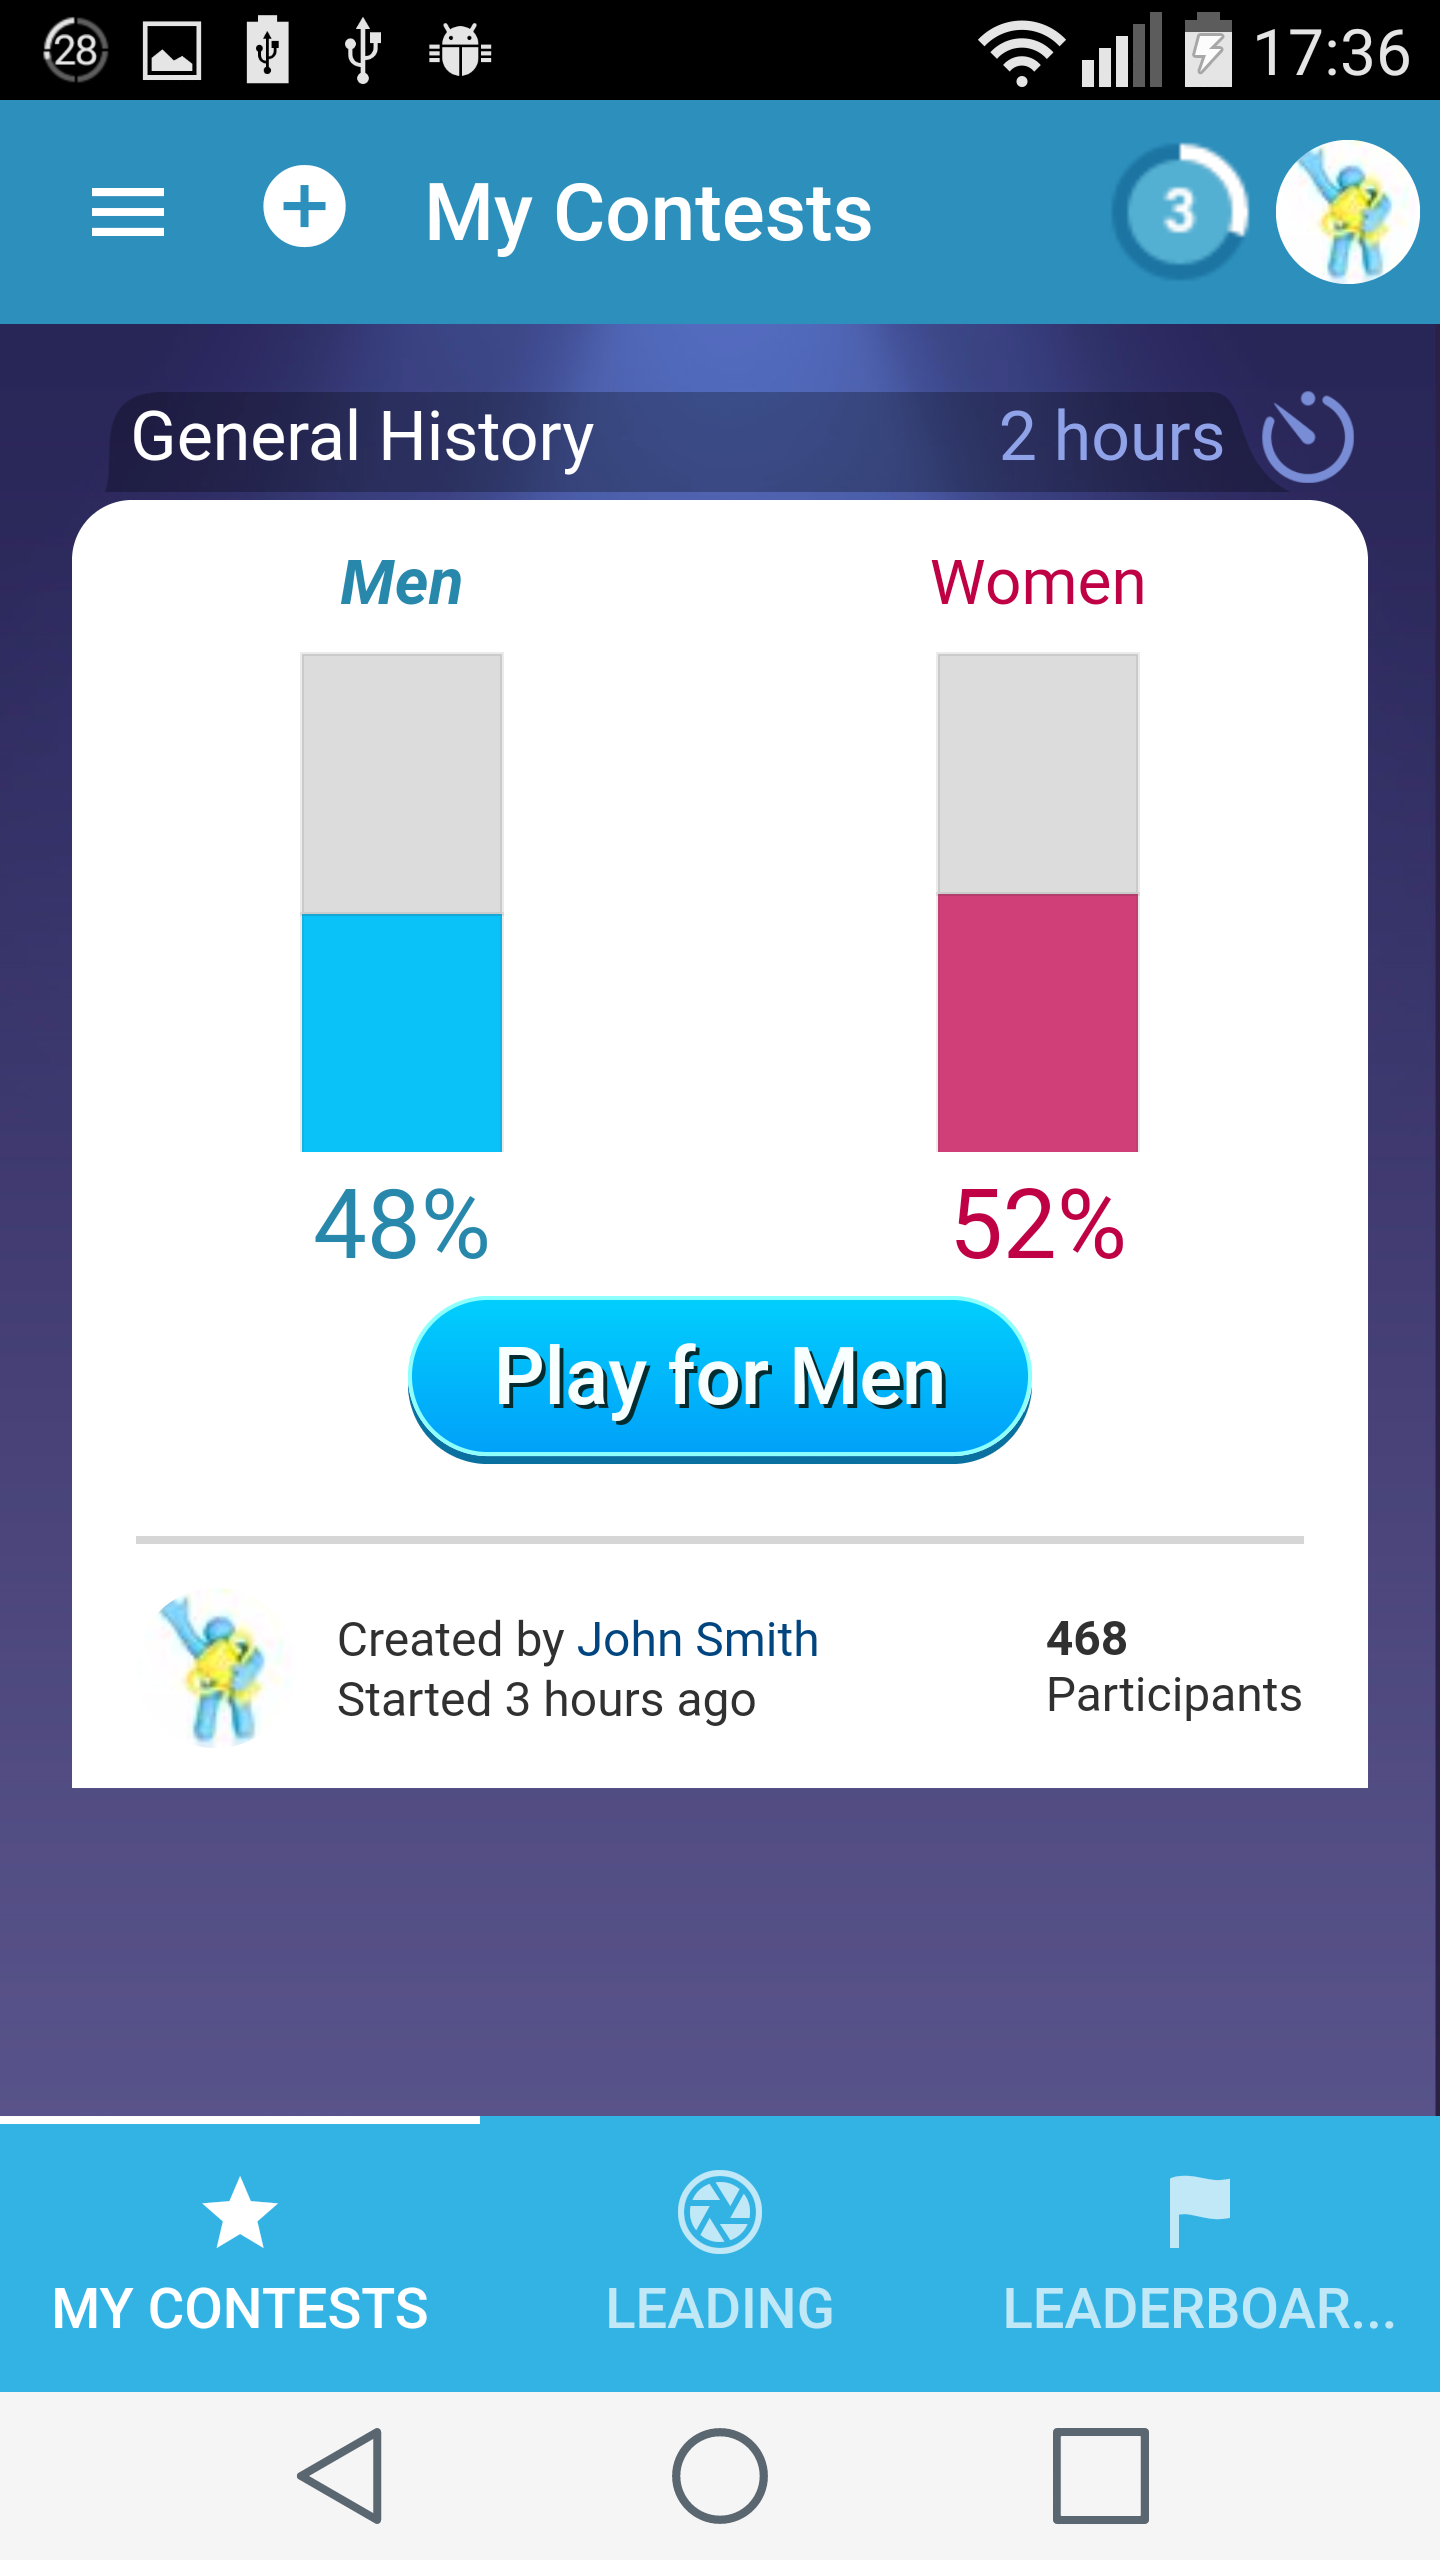 28
17:36
My Contests
3
General History
2 hours
Men
Women
48%
52%
Play for Men
Created by John Smith
Started 3 hours ago
468
Participants
MY CONTESTS
LEADING
LEADERBOAR...